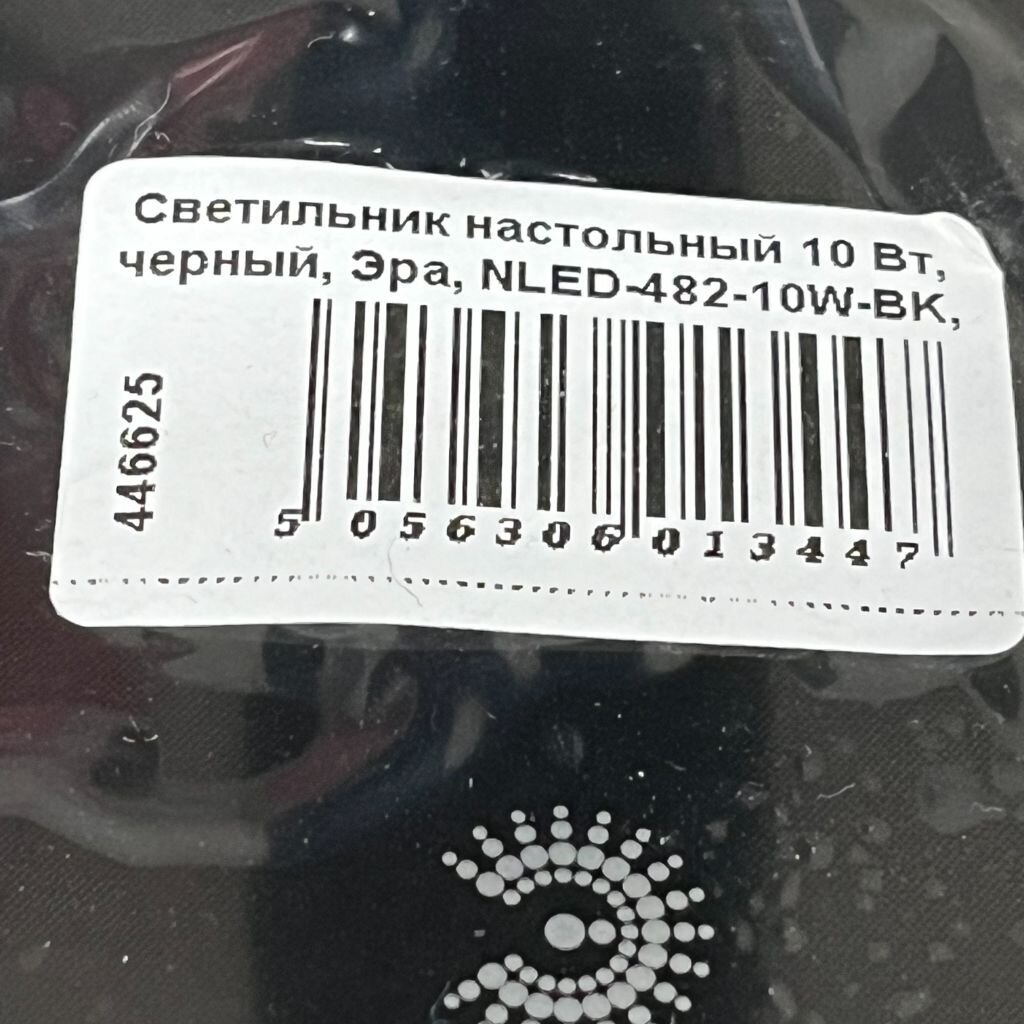 Светильник настольный 10 Вт,
черный, Эра, NLED-482-10W-BK,
446625
5 056306 013447